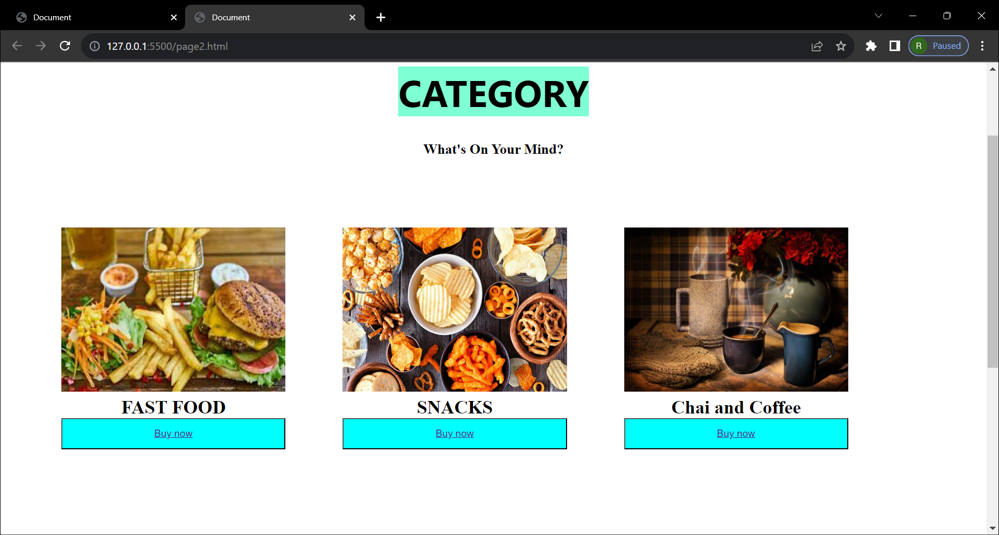 Document
Document
127.0.0.1:5500/page2.html
R
Paused
CATEGORY
What's On Your Mind?
FAST FOOD
SNACKS
Chai and Coffee
Buy now
Buy now
Buy now